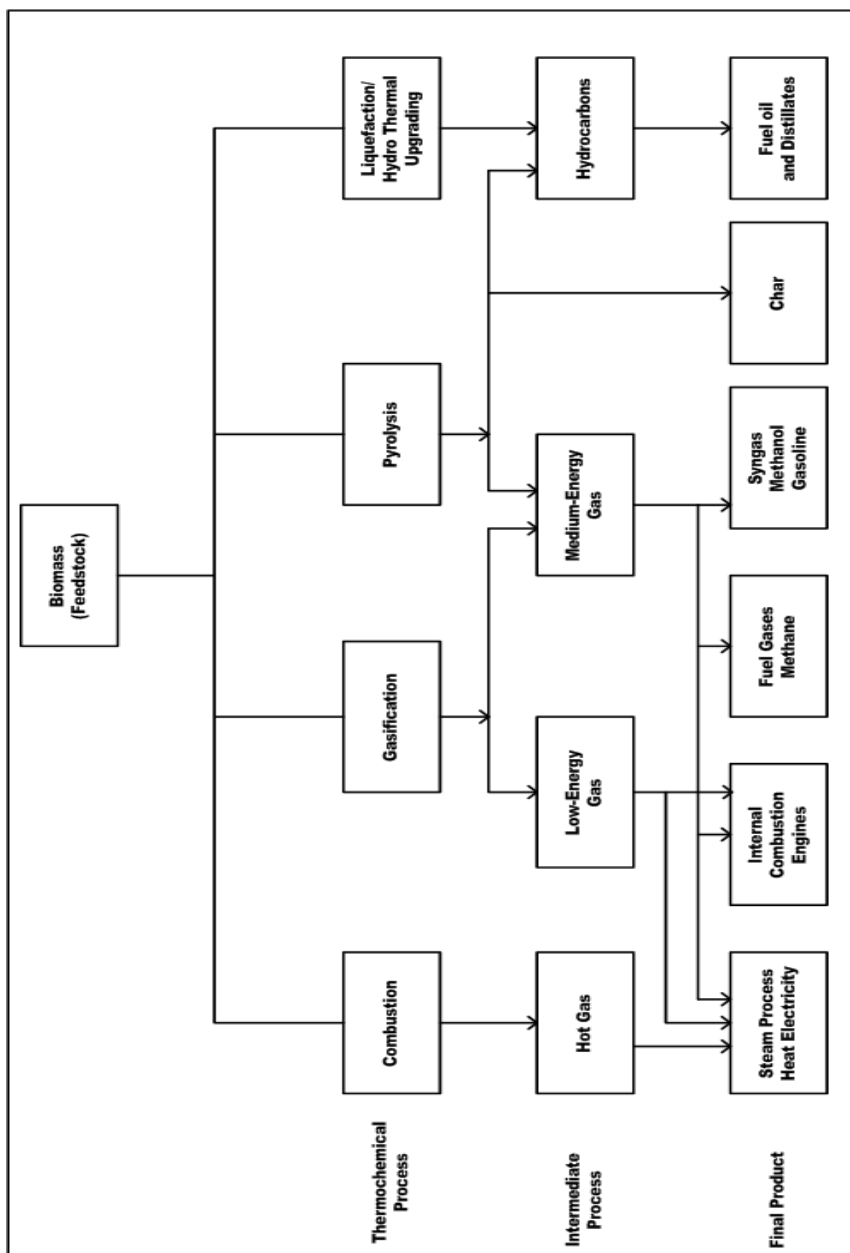 Biomass
(Feedstock)
Thermochemical
Process
Combustion
Gasification
Pyrolysis
Liquefaction/
Hydro Thermal
Upgrading
Intermediate
Process
Hot Gas
Low-Energy
Gas
Medium-Energy
Gas
Hydrocarbons
Final Product
Steam Process
Heat Electricity
Internal
Combustion
Engines
Fuel Gases
Methane
Syngas
Methanol
Gasoline
Char
Fuel oil
and Distillates